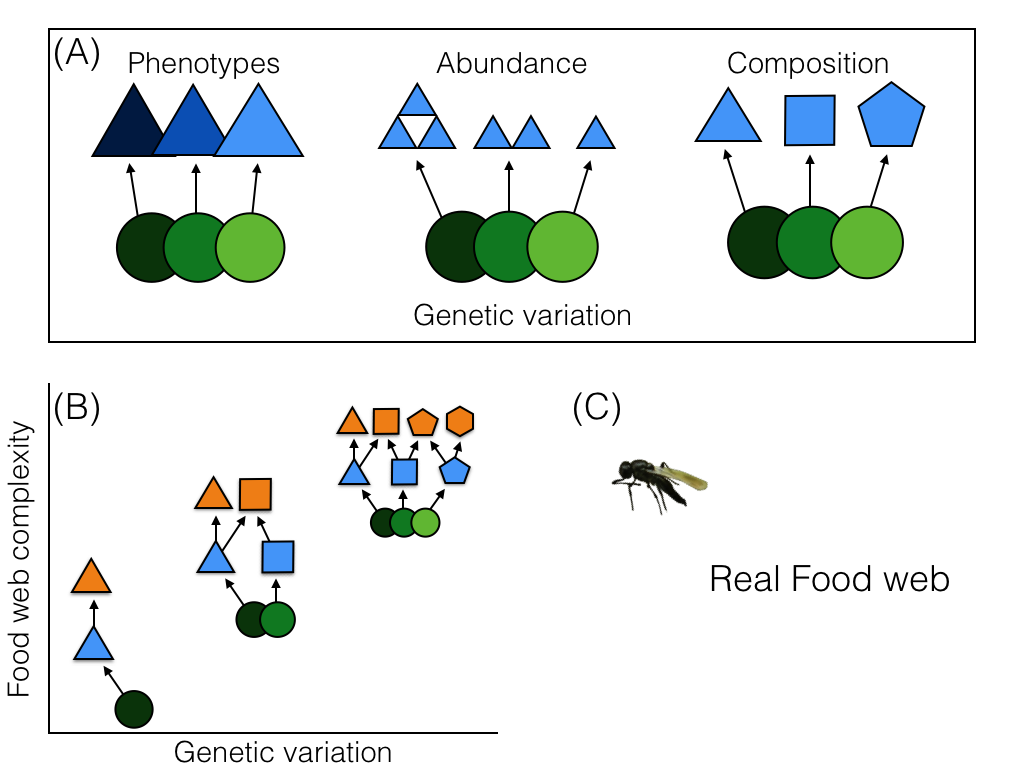 (A)
Phenotypes
Abundance
Composition
Genetic variation
(B)
Food web complexity
Genetic variation
(C)
Real Food web